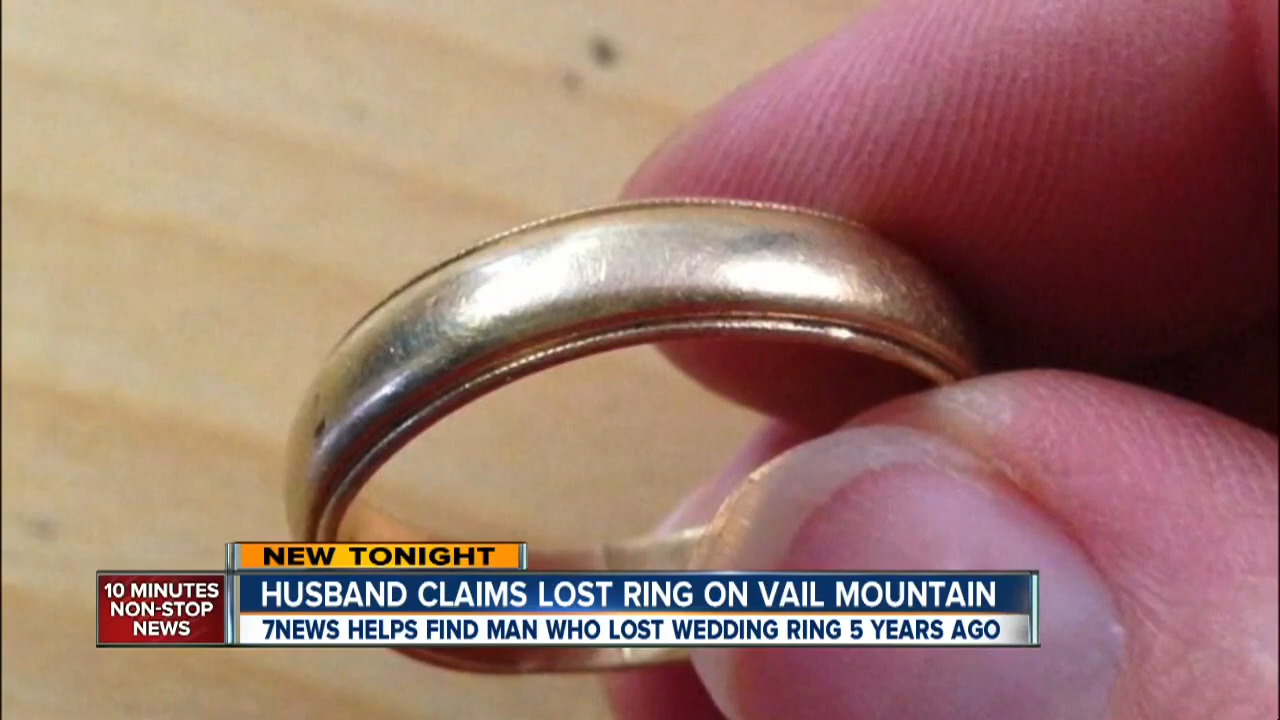 NEW TONIGHT
10 MINUTES
NON-STOP
NEWS
HUSBAND CLAIMS LOST RING ON VAIL MOUNTAIN
7NEWS HELPS FIND MAN WHO LOST WEDDING RING 5 YEARS AGO